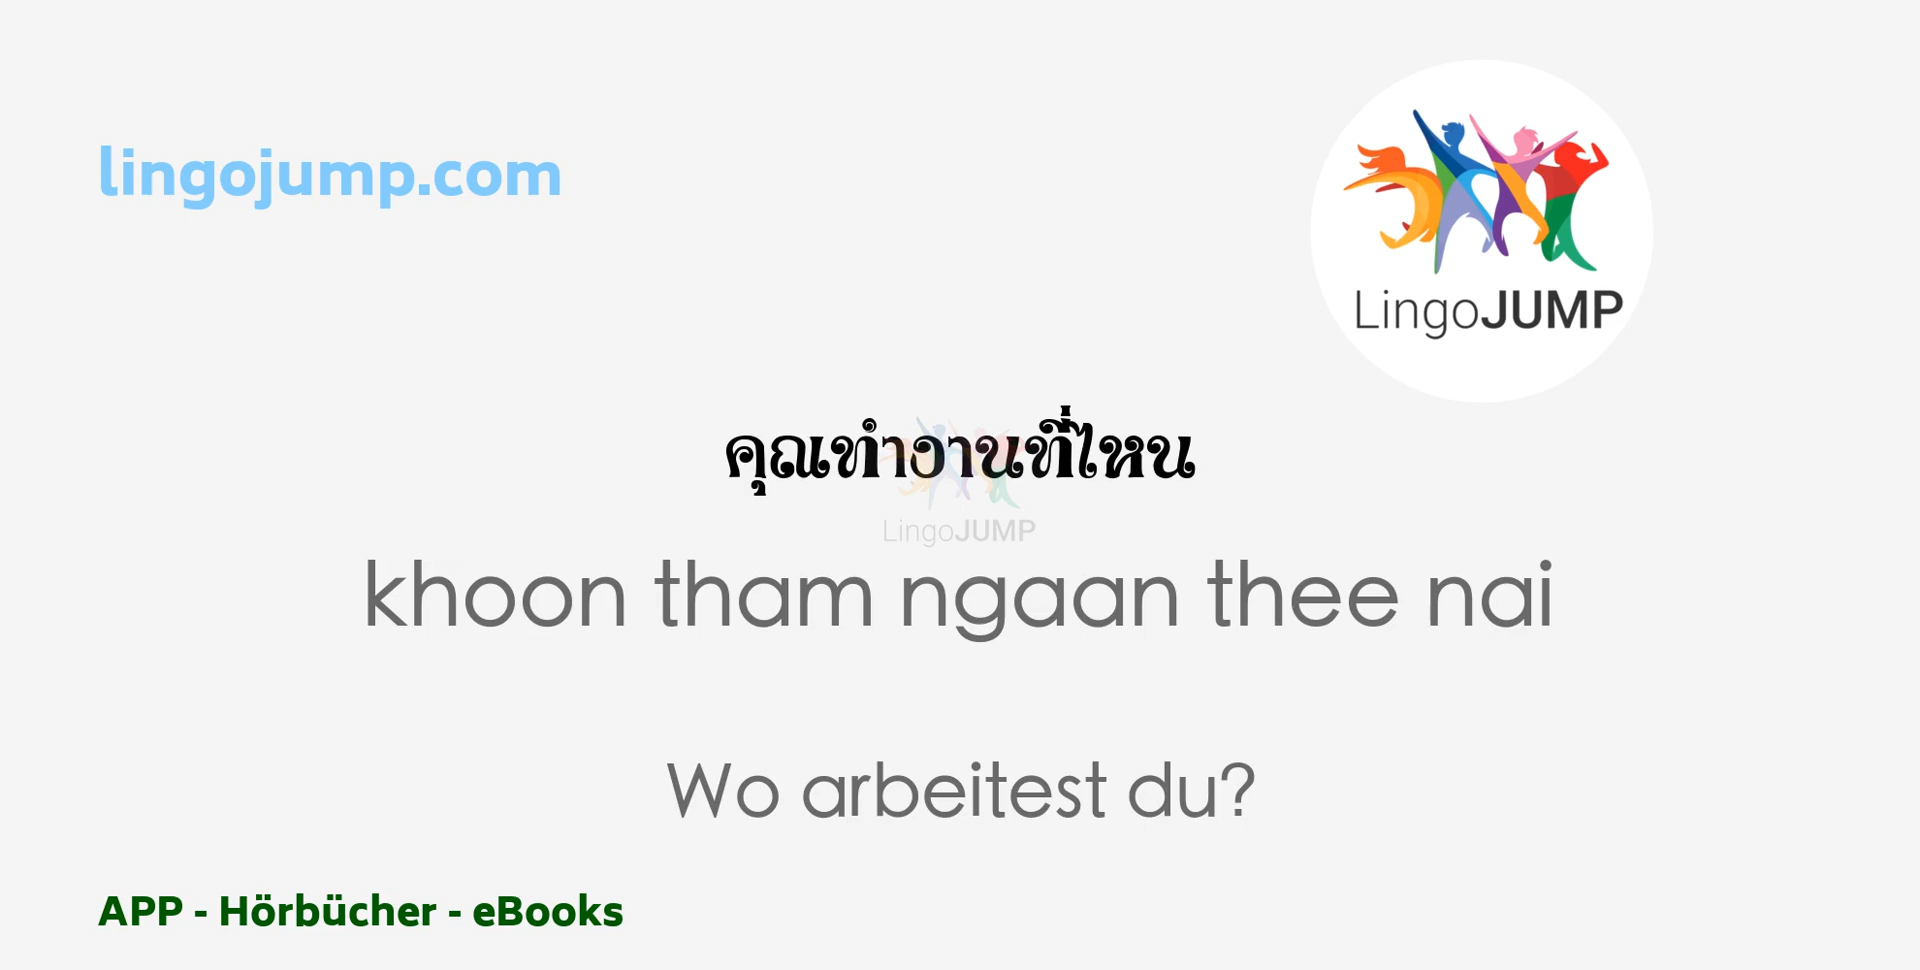 lingojump.com
LingoJUMP
คุณทำงานที่ไหน
LingoJUMP
khoon tham ngaan thee nai
Wo arbeitest du?
APP - Hörbücher - eBooks